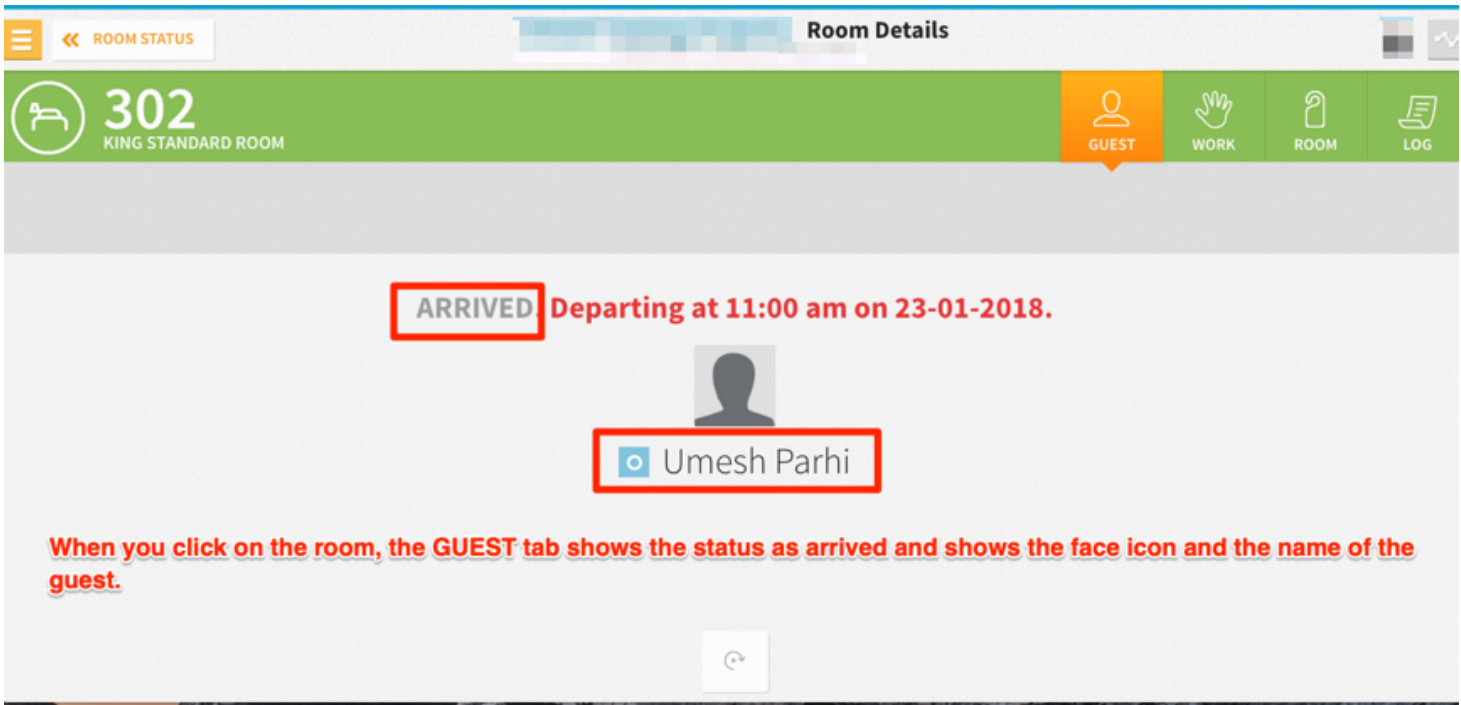 Room Details
ROOM STATUS
302
KING STANDARD ROOM
GUEST
WORK
ROOM
LOG
ARRIVED. Departing at 11:00 am on 23-01-2018.
Umesh Parhi
When you click on the room, the GUEST tab shows the status as arrived and shows the face icon and the name of the
guest.